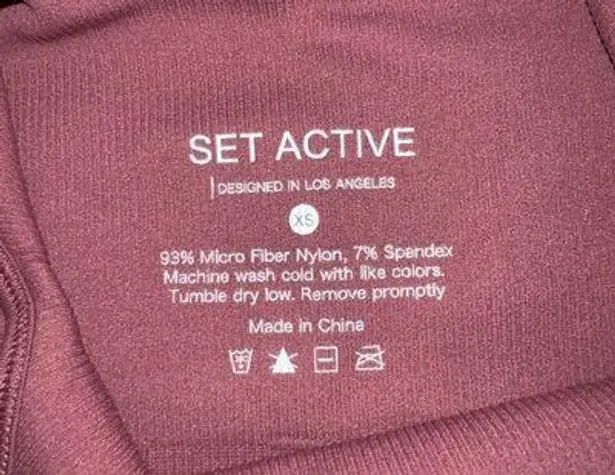 SET ACTIVE
DESIGNED IN LOS ANGELES
XS
93% Micro Fiber Nylon, 7% Spandex
Machine wash cold with like colors.
Tumble dry low. Remove promptly
Made in China